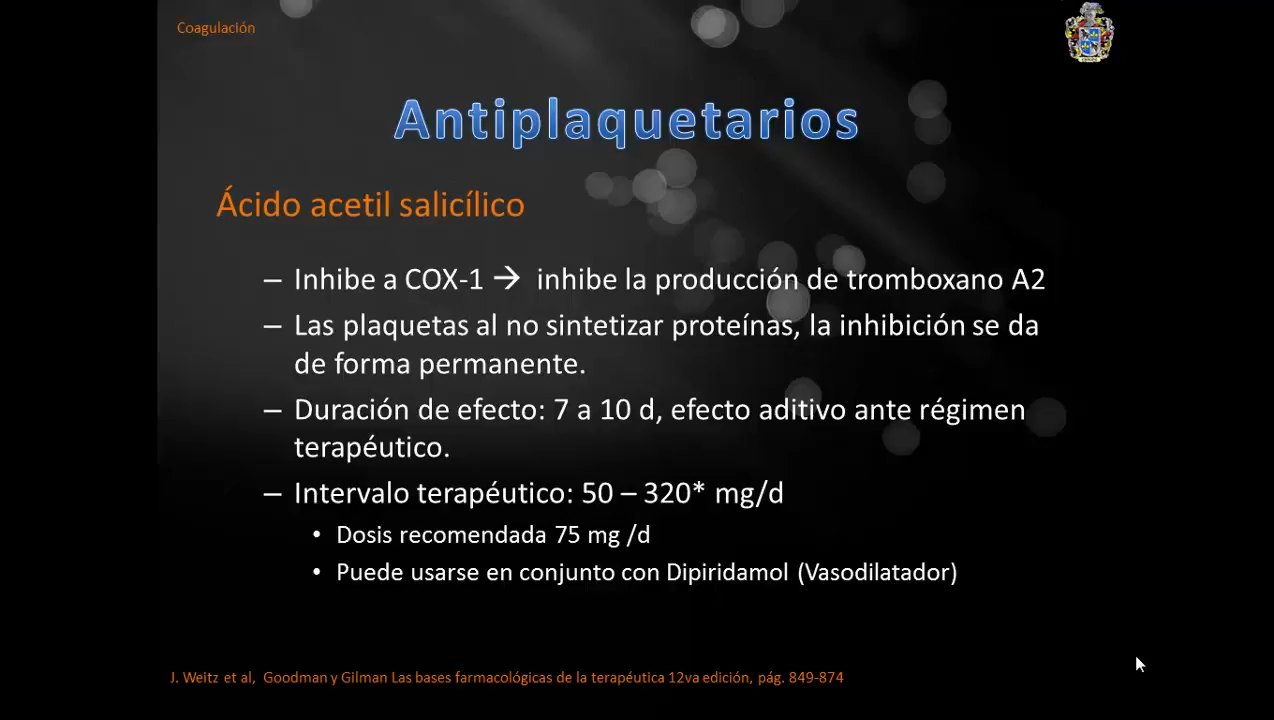 Coagulación
Antiplaquetarios
Ácido acetil salicílico
– Inhibe a COX-1 → inhibe la producción de tromboxano A2
– Las plaquetas al no sintetizar proteínas, la inhibición se da
de forma permanente.
– Duración de efecto: 7 a 10 d, efecto aditivo ante régimen
terapéutico.
– Intervalo terapéutico: 50 – 320* mg/d
• Dosis recomendada 75 mg /d
• Puede usarse en conjunto con Dipiridamol (Vasodilatador)
J. Weitz et al, Goodman y Gilman Las bases farmacológicas de la terapéutica 12va edición, pág. 849-874